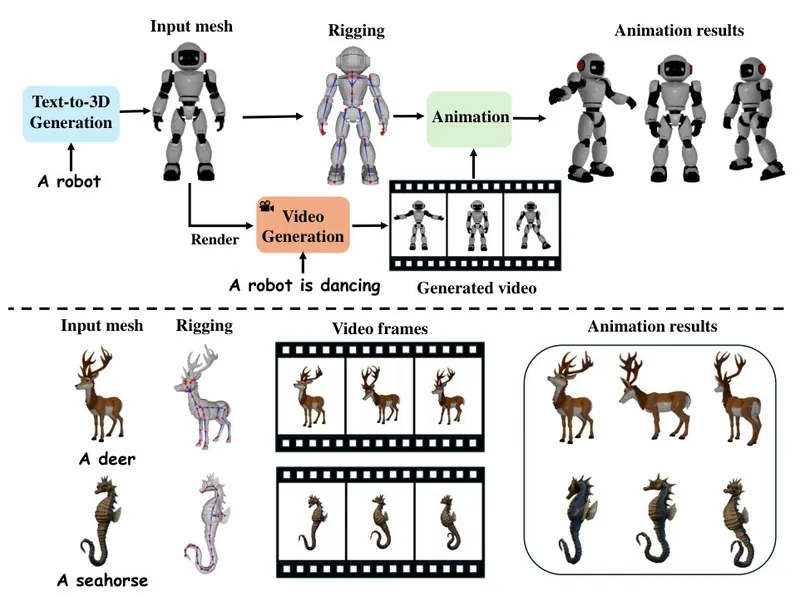 Input mesh
Rigging
Animation results
Text-to-3D
Generation
Animation
A robot
Render
Video
Generation
A robot is dancing
Generated video
Input mesh
Rigging
Video frames
Animation results
A deer
A seahorse